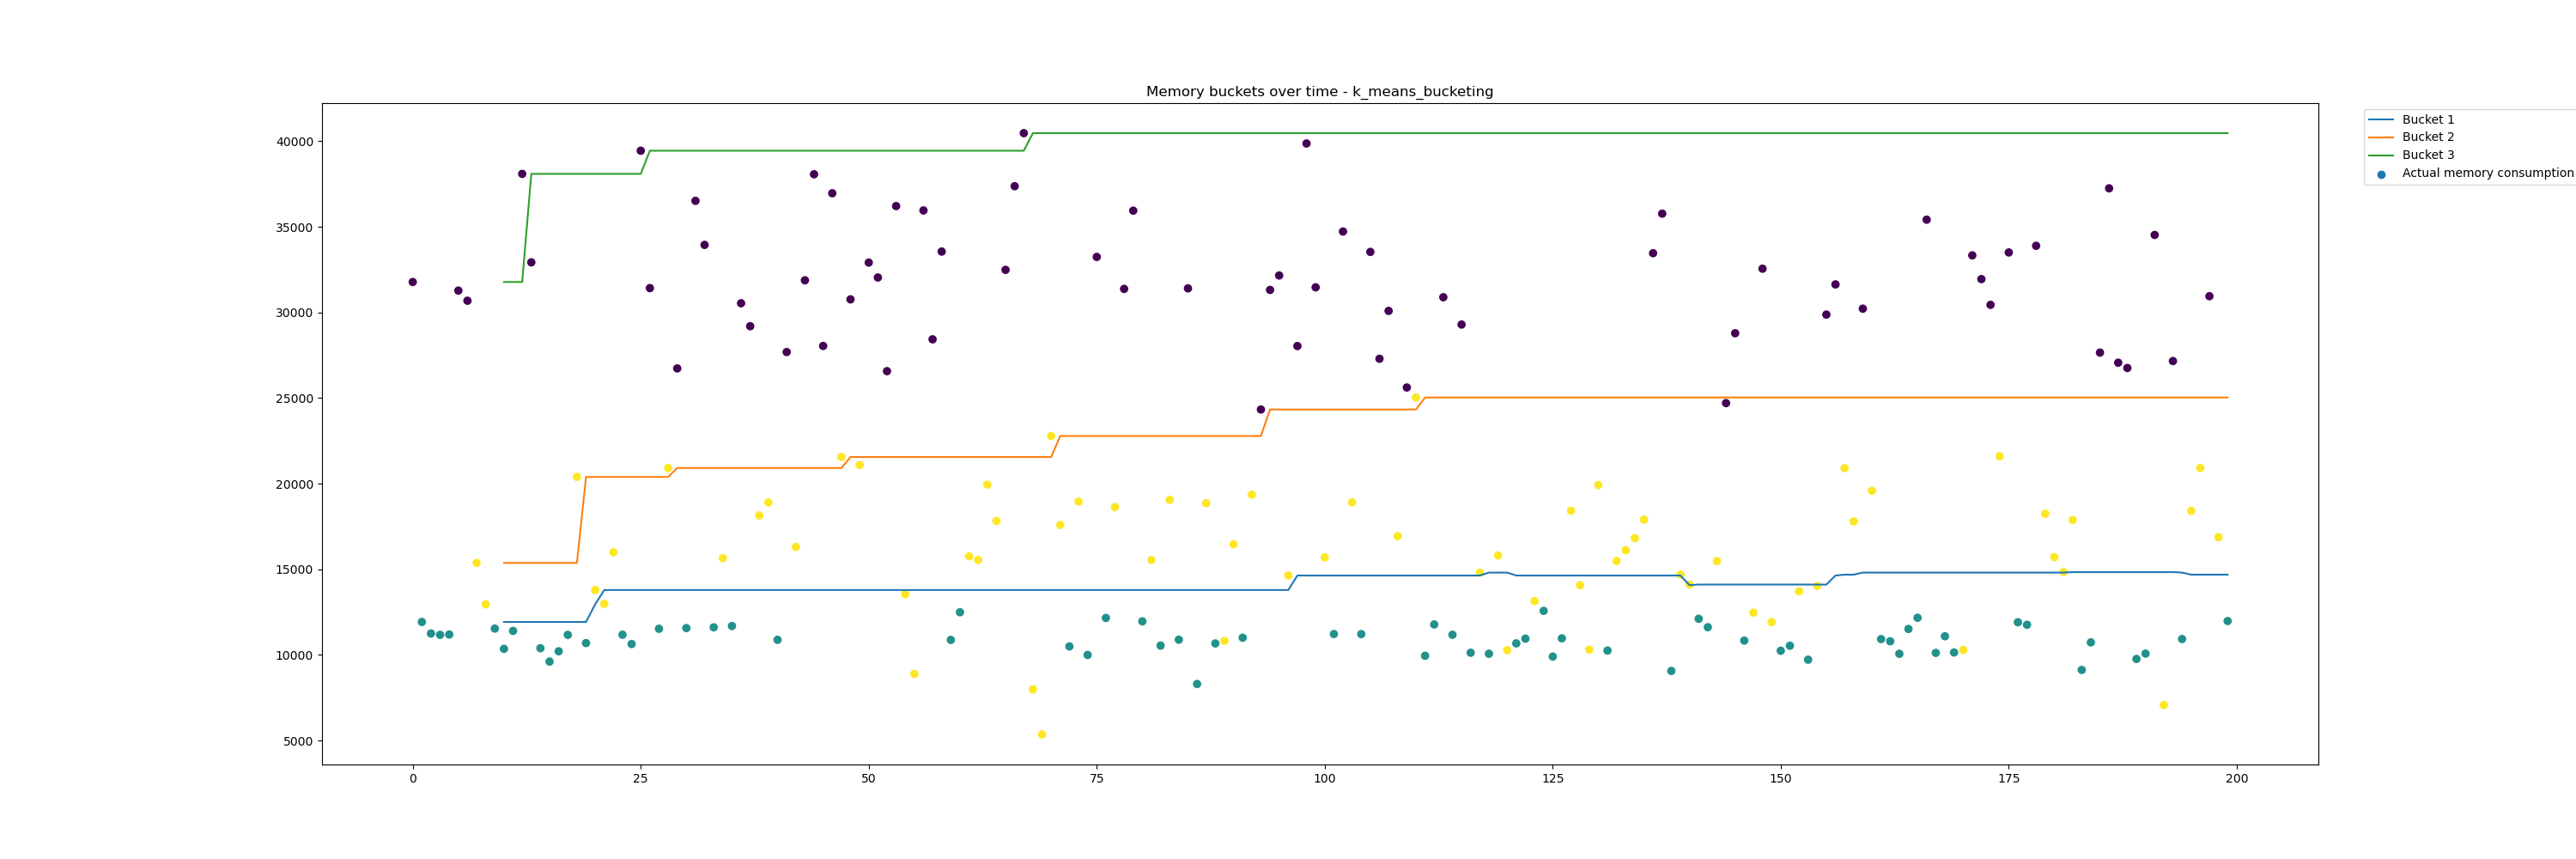 Memory buckets over time - k_means_bucketing
40000
35000
30000
25000
20000
15000
10000
5000
0 25 50 75 100 125 150 175 200
Bucket 1
Bucket 2
Bucket 3
Actual memory consumption